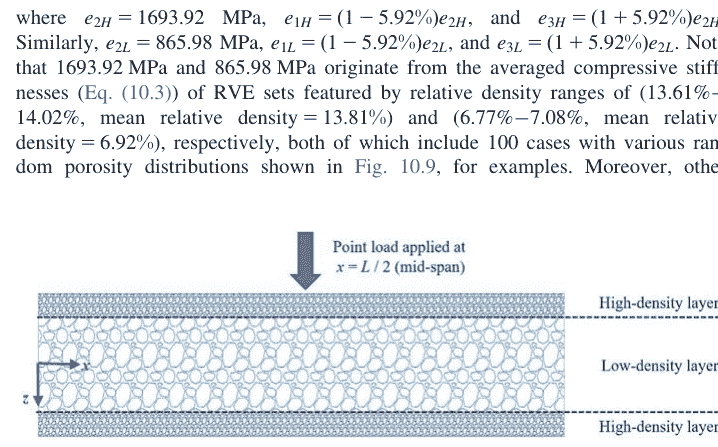 where e2H = 1693.92 MPa, e1H = (1 − 5.92%)e2H, and e3H = (1 + 5.92%)e2H
Similarly, e2L = 865.98 MPa, e1L = (1 − 5.92%)e2L, and e3L = (1 + 5.92%)e2L. Not
that 1693.92 MPa and 865.98 MPa originate from the averaged compressive stiff
nesses (Eq. (10.3)) of RVE sets featured by relative density ranges of (13.61%–
14.02%, mean relative density = 13.81%) and (6.77%–7.08%, mean relativ
density = 6.92%), respectively, both of which include 100 cases with various ran
dom porosity distributions shown in Fig. 10.9, for examples. Moreover, othe
Point load applied at
x = L / 2 (mid-span)
High-density layer
x
Low-density layer
z
High-density layer